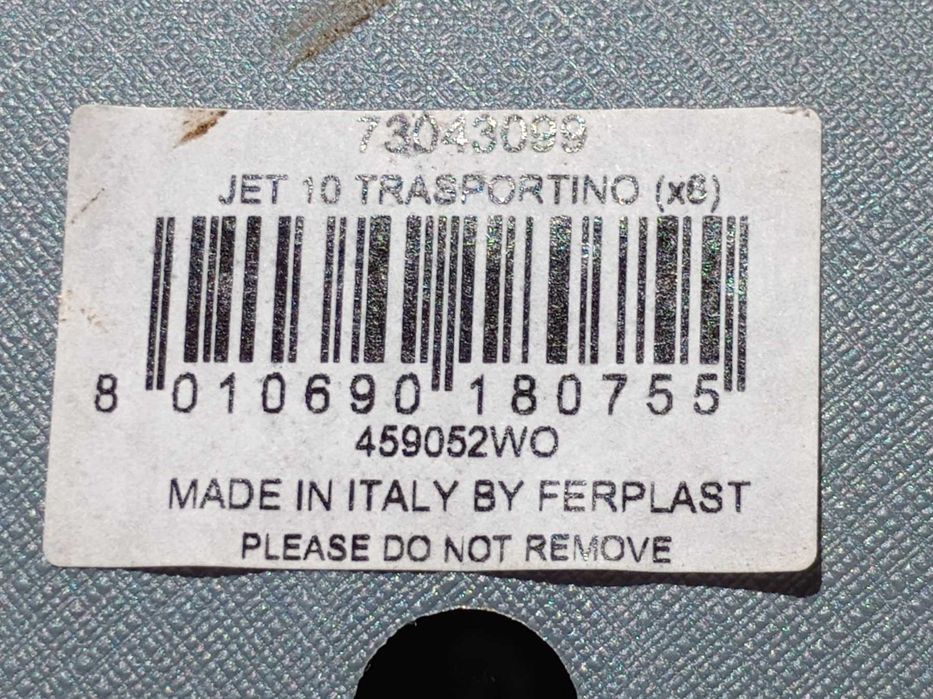 73043099
JET 10 TRASPORTINO (x6)
8 010690 180755
459052WO
MADE IN ITALY BY FERPLAST
PLEASE DO NOT REMOVE